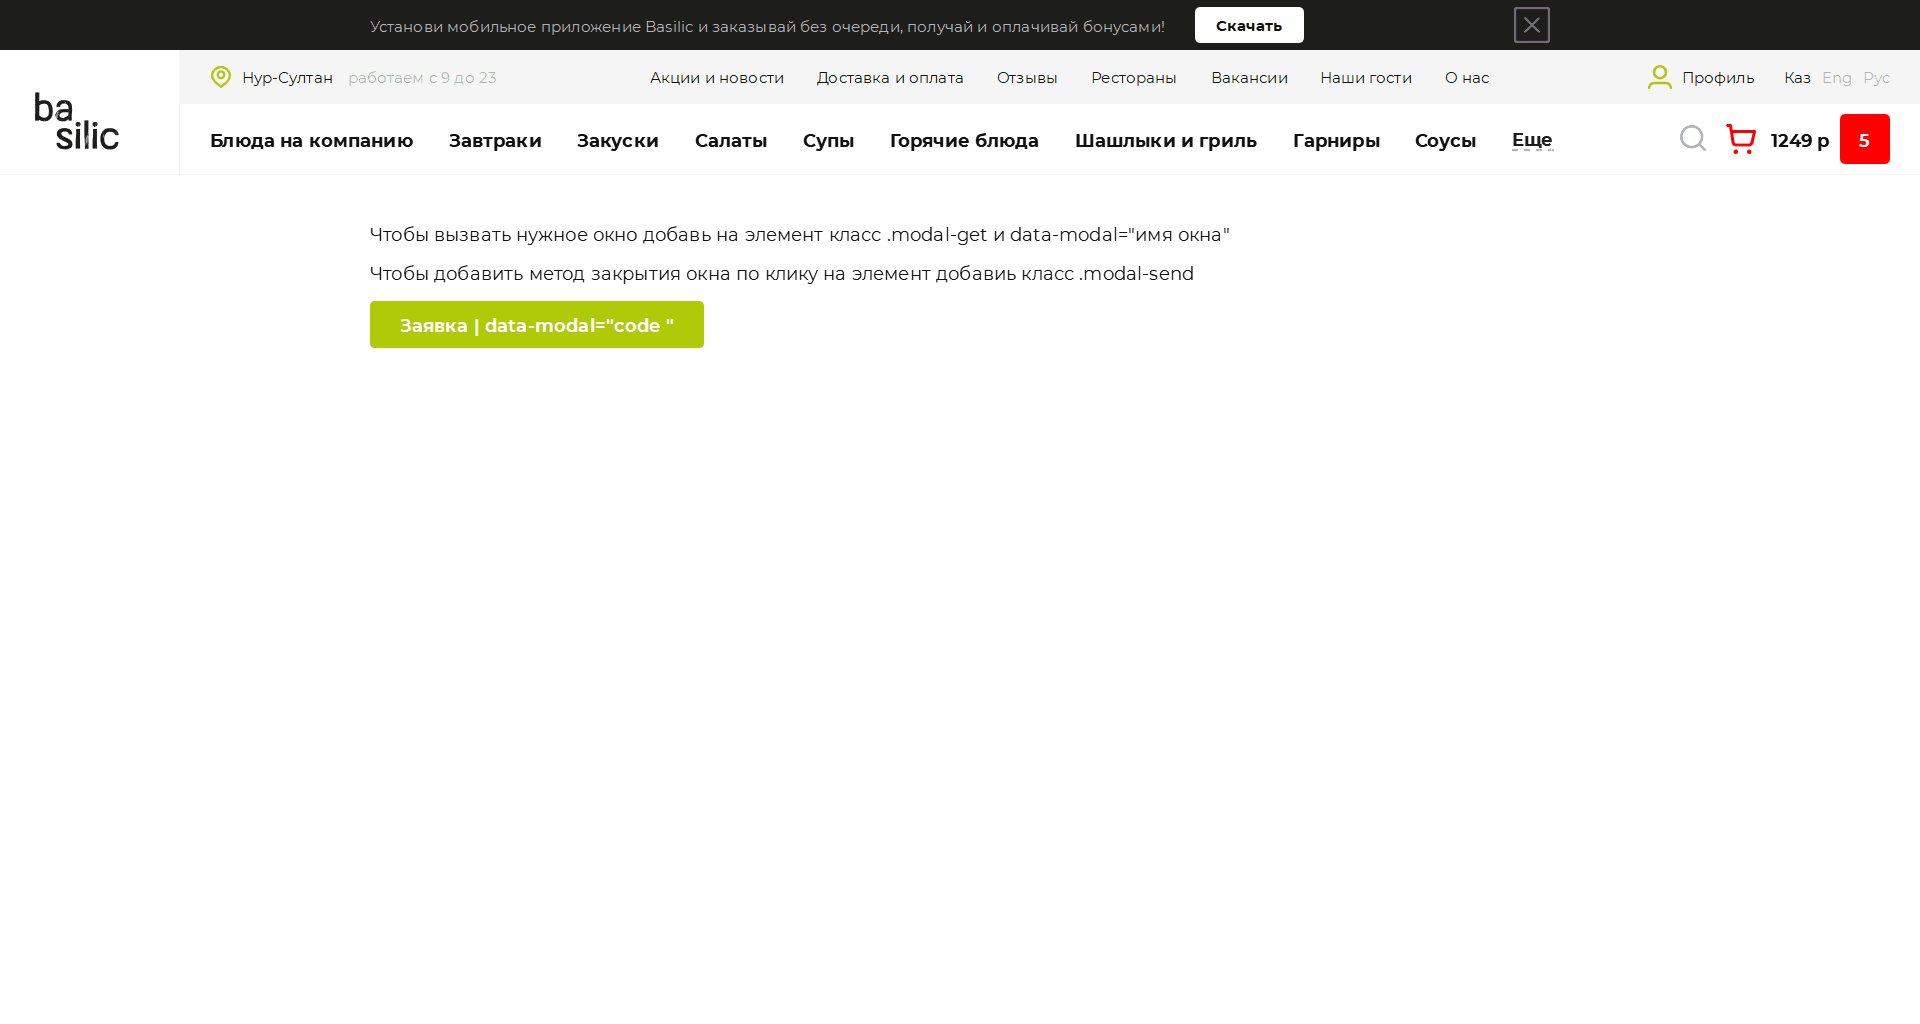 Установи мобильное приложение Basilic и заказывай без очереди, получай и оплачивай бонусами! Скачать
ba
silic
Нур-Султан работаем с 9 до 23 Акции и новости Доставка и оплата Отзывы Рестораны Вакансии Наши гости О нас Профиль Каз Eng Рус
Блюда на компанию Завтраки Закуски Салаты Супы Горячие блюда Шашлыки и гриль Гарниры Соусы Еще 1249 р 5
Чтобы вызвать нужное окно добавь на элемент класс .modal-get и data-modal="имя окна"
Чтобы добавить метод закрытия окна по клику на элемент добавиь класс .modal-send
Заявка | data-modal="code "